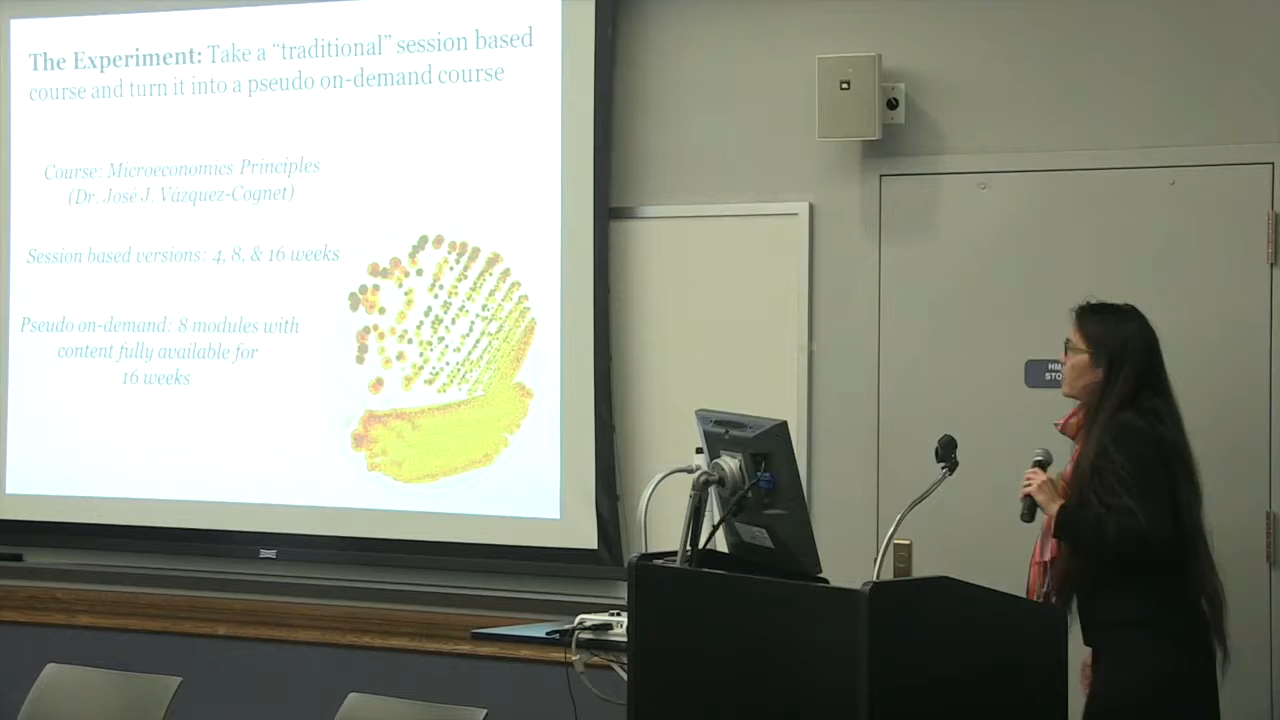 The Experiment: Take a “traditional” session based
course and turn it into a pseudo on-demand course
Course: Microeconomics Principles
(Dr. José J. Vázquez-Cognet)
Session based versions: 4, 8, & 16 weeks
Pseudo on-demand: 8 modules with
content fully available for
16 weeks